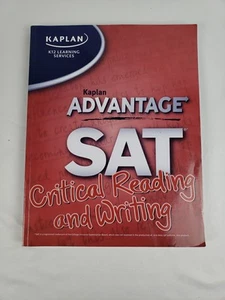 KAPLAN
K12 LEARNING
SERVICES
Kaplan
ADVANTAGE
SAT
Critical Reading
and Writing